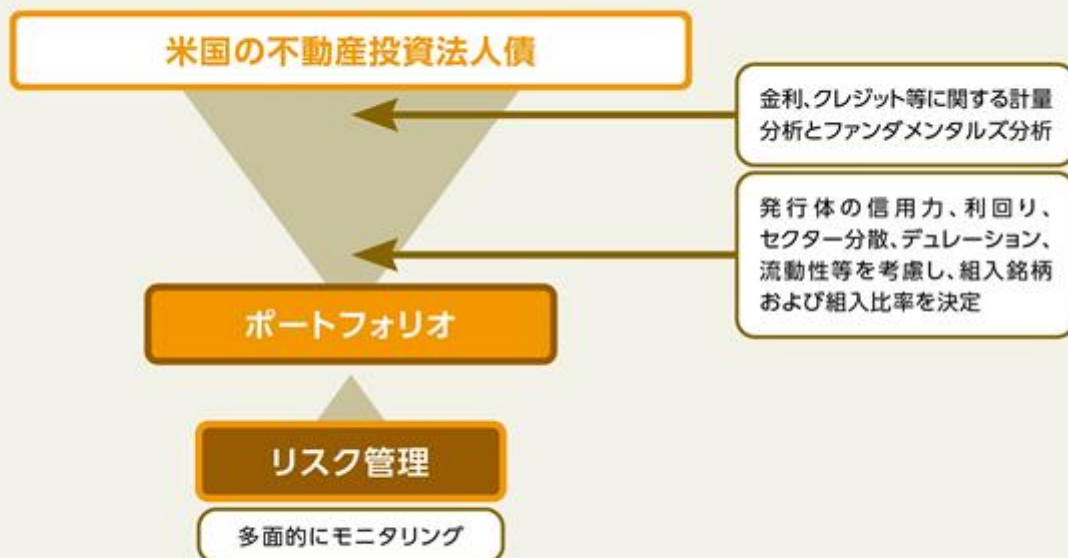 米国の不動産投資法人債
金利、クレジット等に関する計量
分析とファンダメンタルズ分析
発行体の信用力、利回り、
セクター分散、デュレーション、
流動性等を考慮し、組入銘柄
および組入比率を決定
ポートフォリオ
リスク管理
多面的にモニタリング